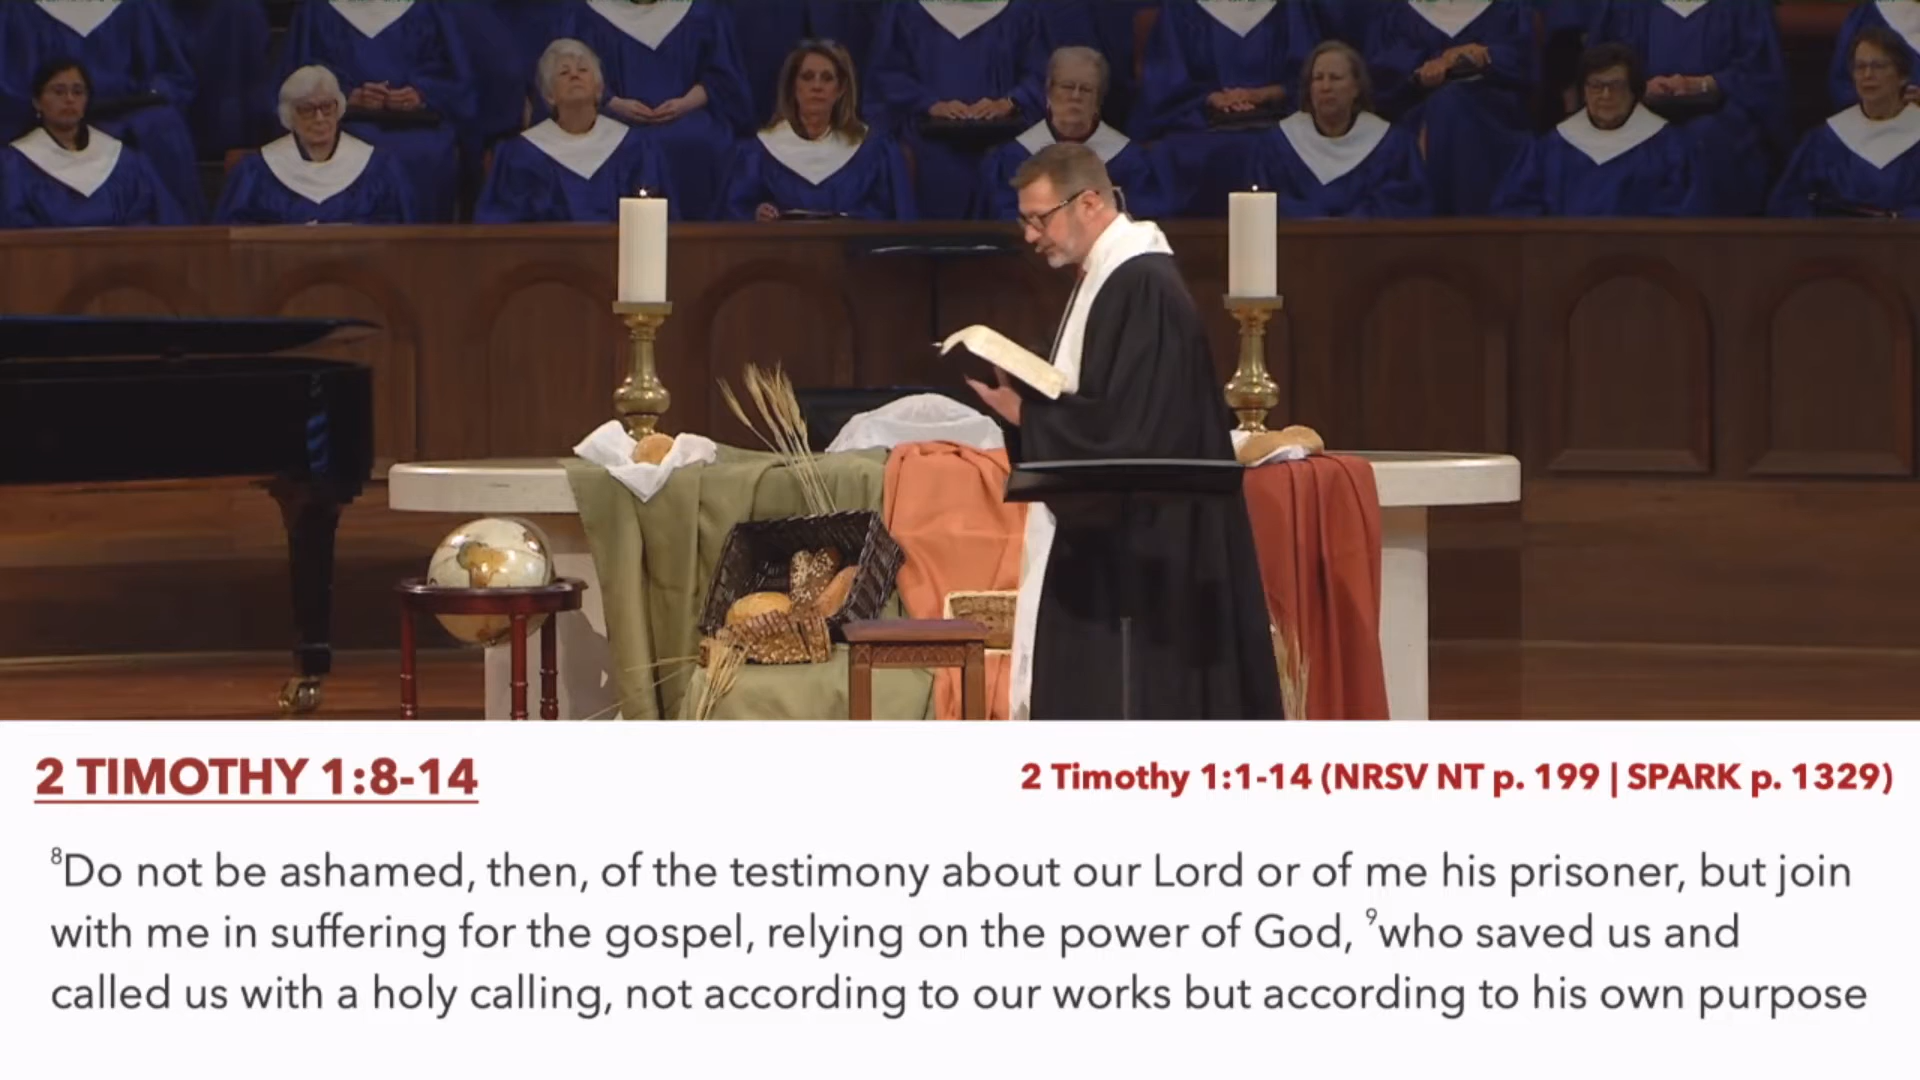 2 TIMOTHY 1:8-14
2 Timothy 1:1-14 (NRSV NT p. 199 | SPARK p. 1329)
⁸Do not be ashamed, then, of the testimony about our Lord or of me his prisoner, but join
with me in suffering for the gospel, relying on the power of God, ⁹who saved us and
called us with a holy calling, not according to our works but according to his own purpose